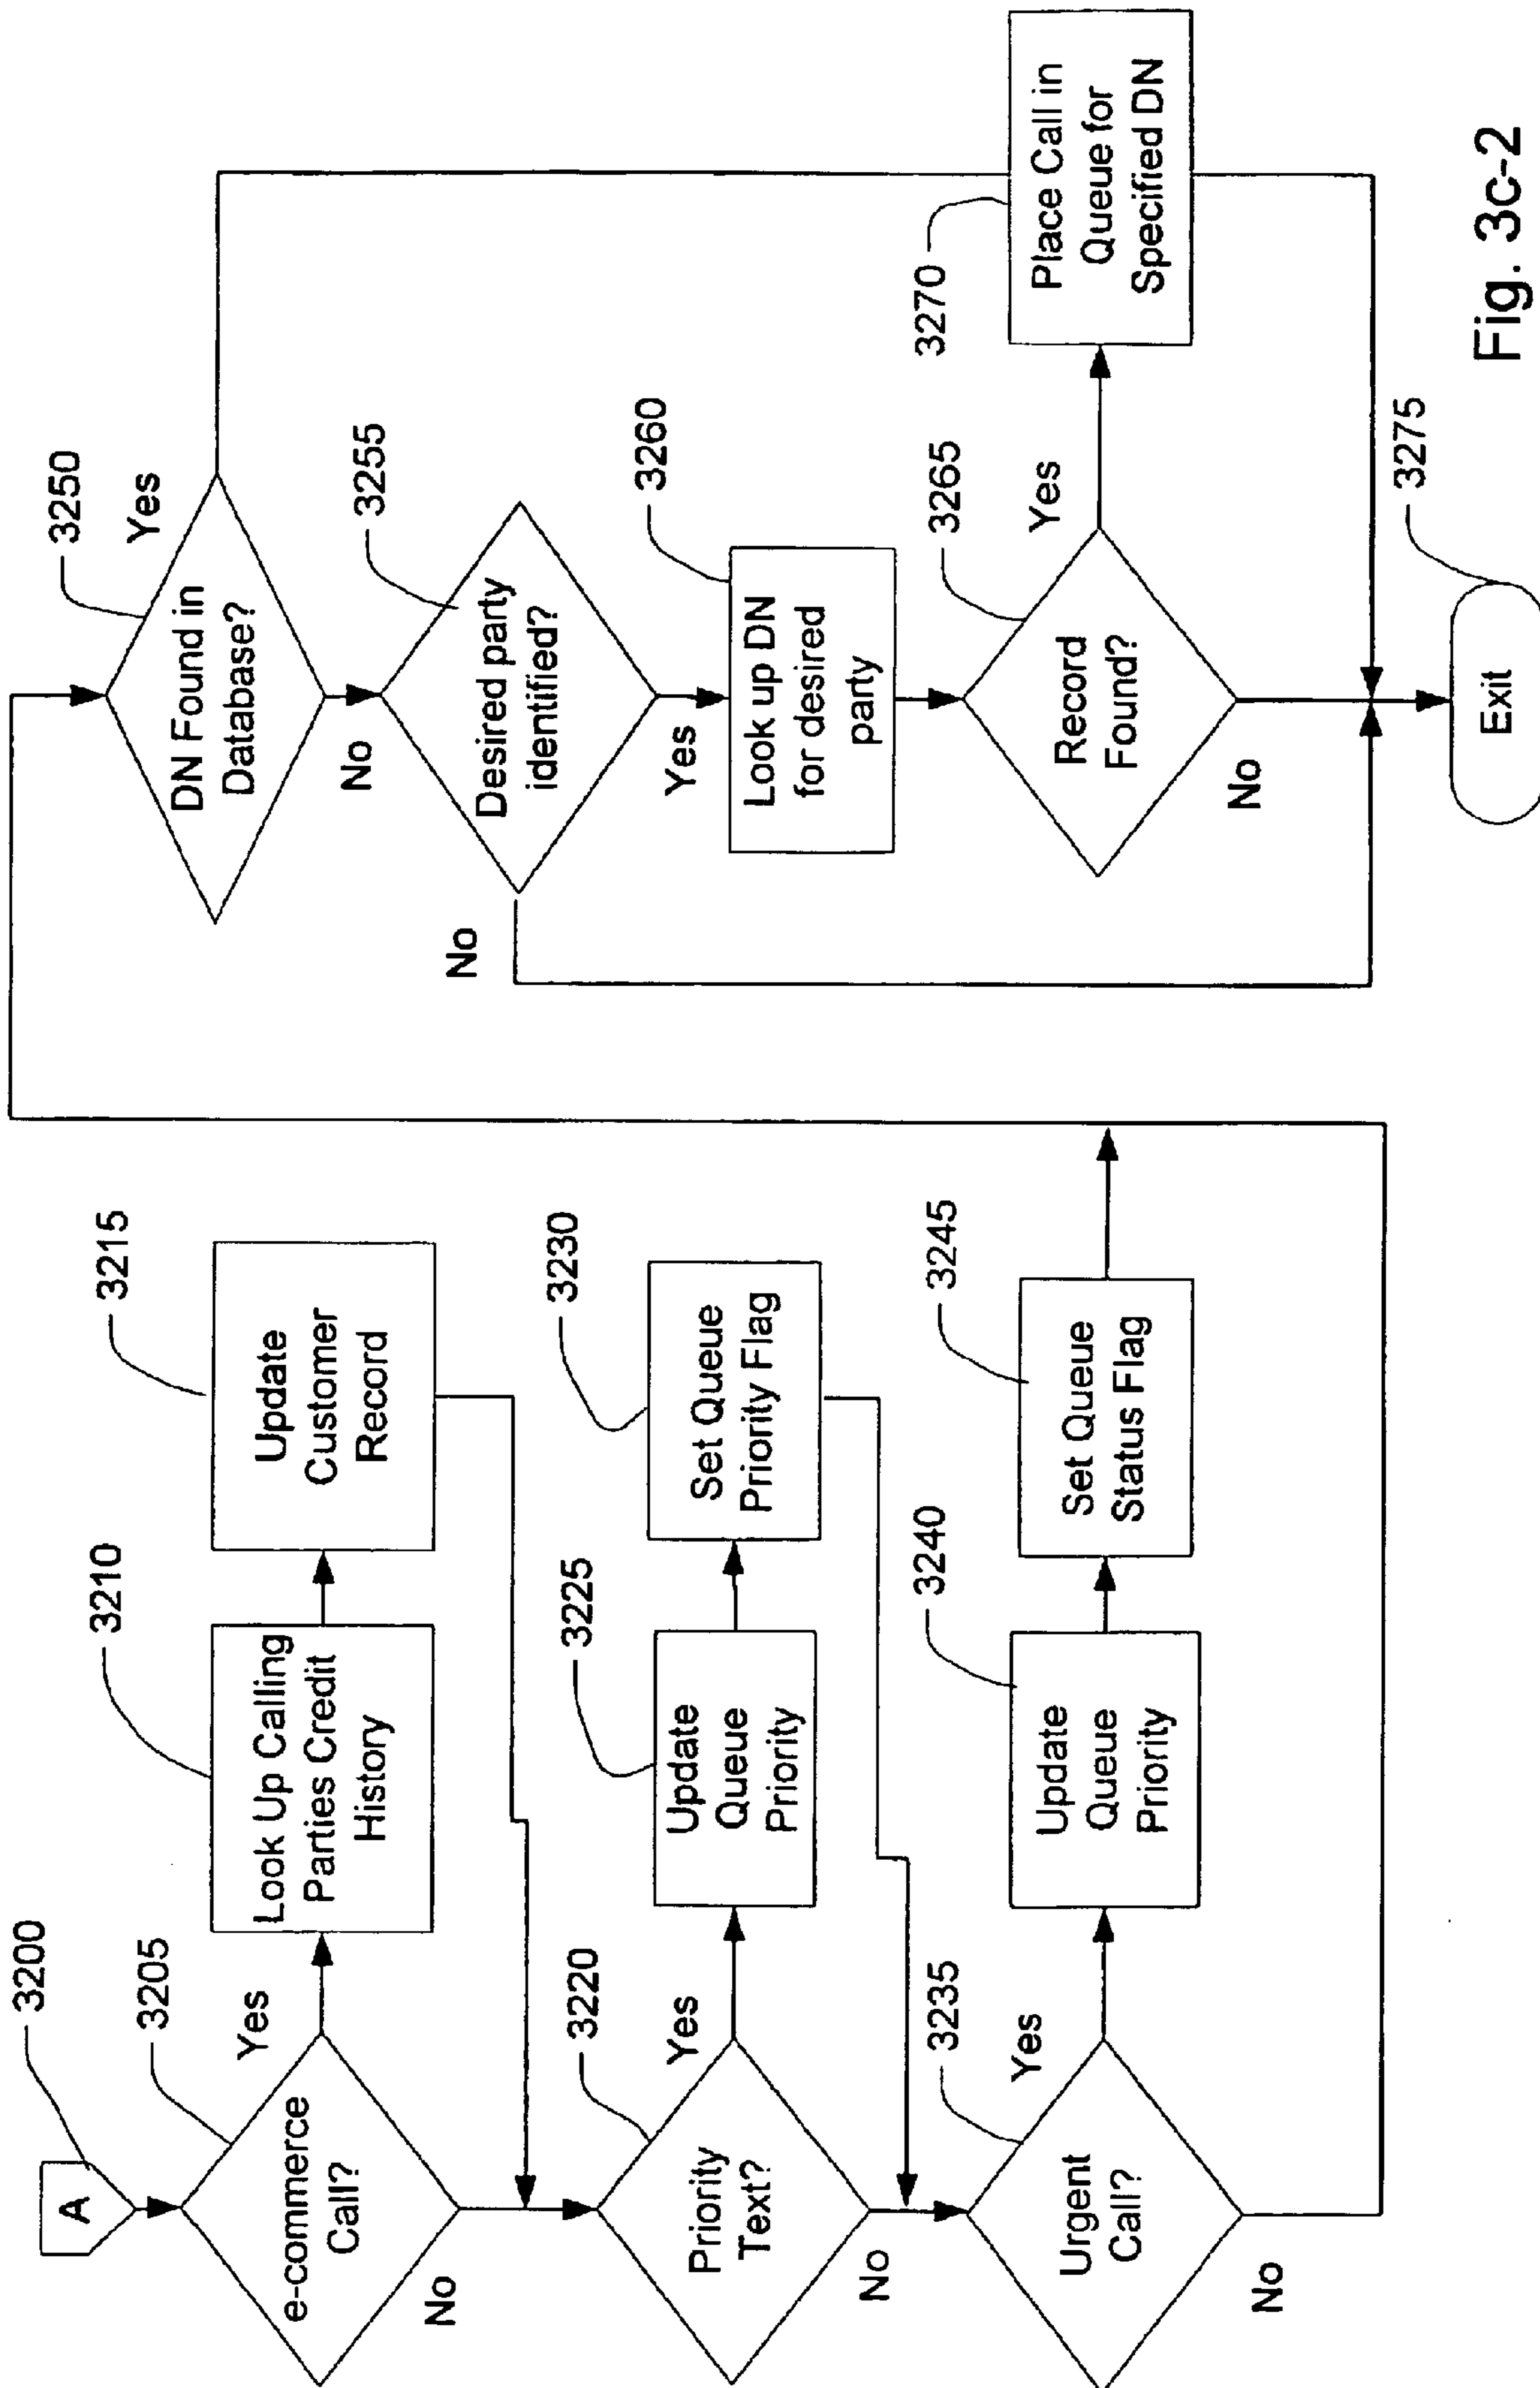 A
3200
e-commerce
Call?
3205
Yes
No
Look Up Calling
Parties Credit
History
3210
Update
Customer
Record
3215
Priority
Text?
3220
Yes
No
Update
Queue
Priority
3225
Set Queue
Priority Flag
3230
Urgent
Call?
3235
Yes
No
Update
Queue
Priority
3240
Set Queue
Status Flag
3245
DN Found in
Database?
3250
Yes
No
Desired party
identified?
3255
No
Yes
Look up DN
for desired
party
3260
Record
Found?
3265
Yes
No
Place Call in
Queue for
Specified DN
3270
Exit
3275
Fig. 3c-2